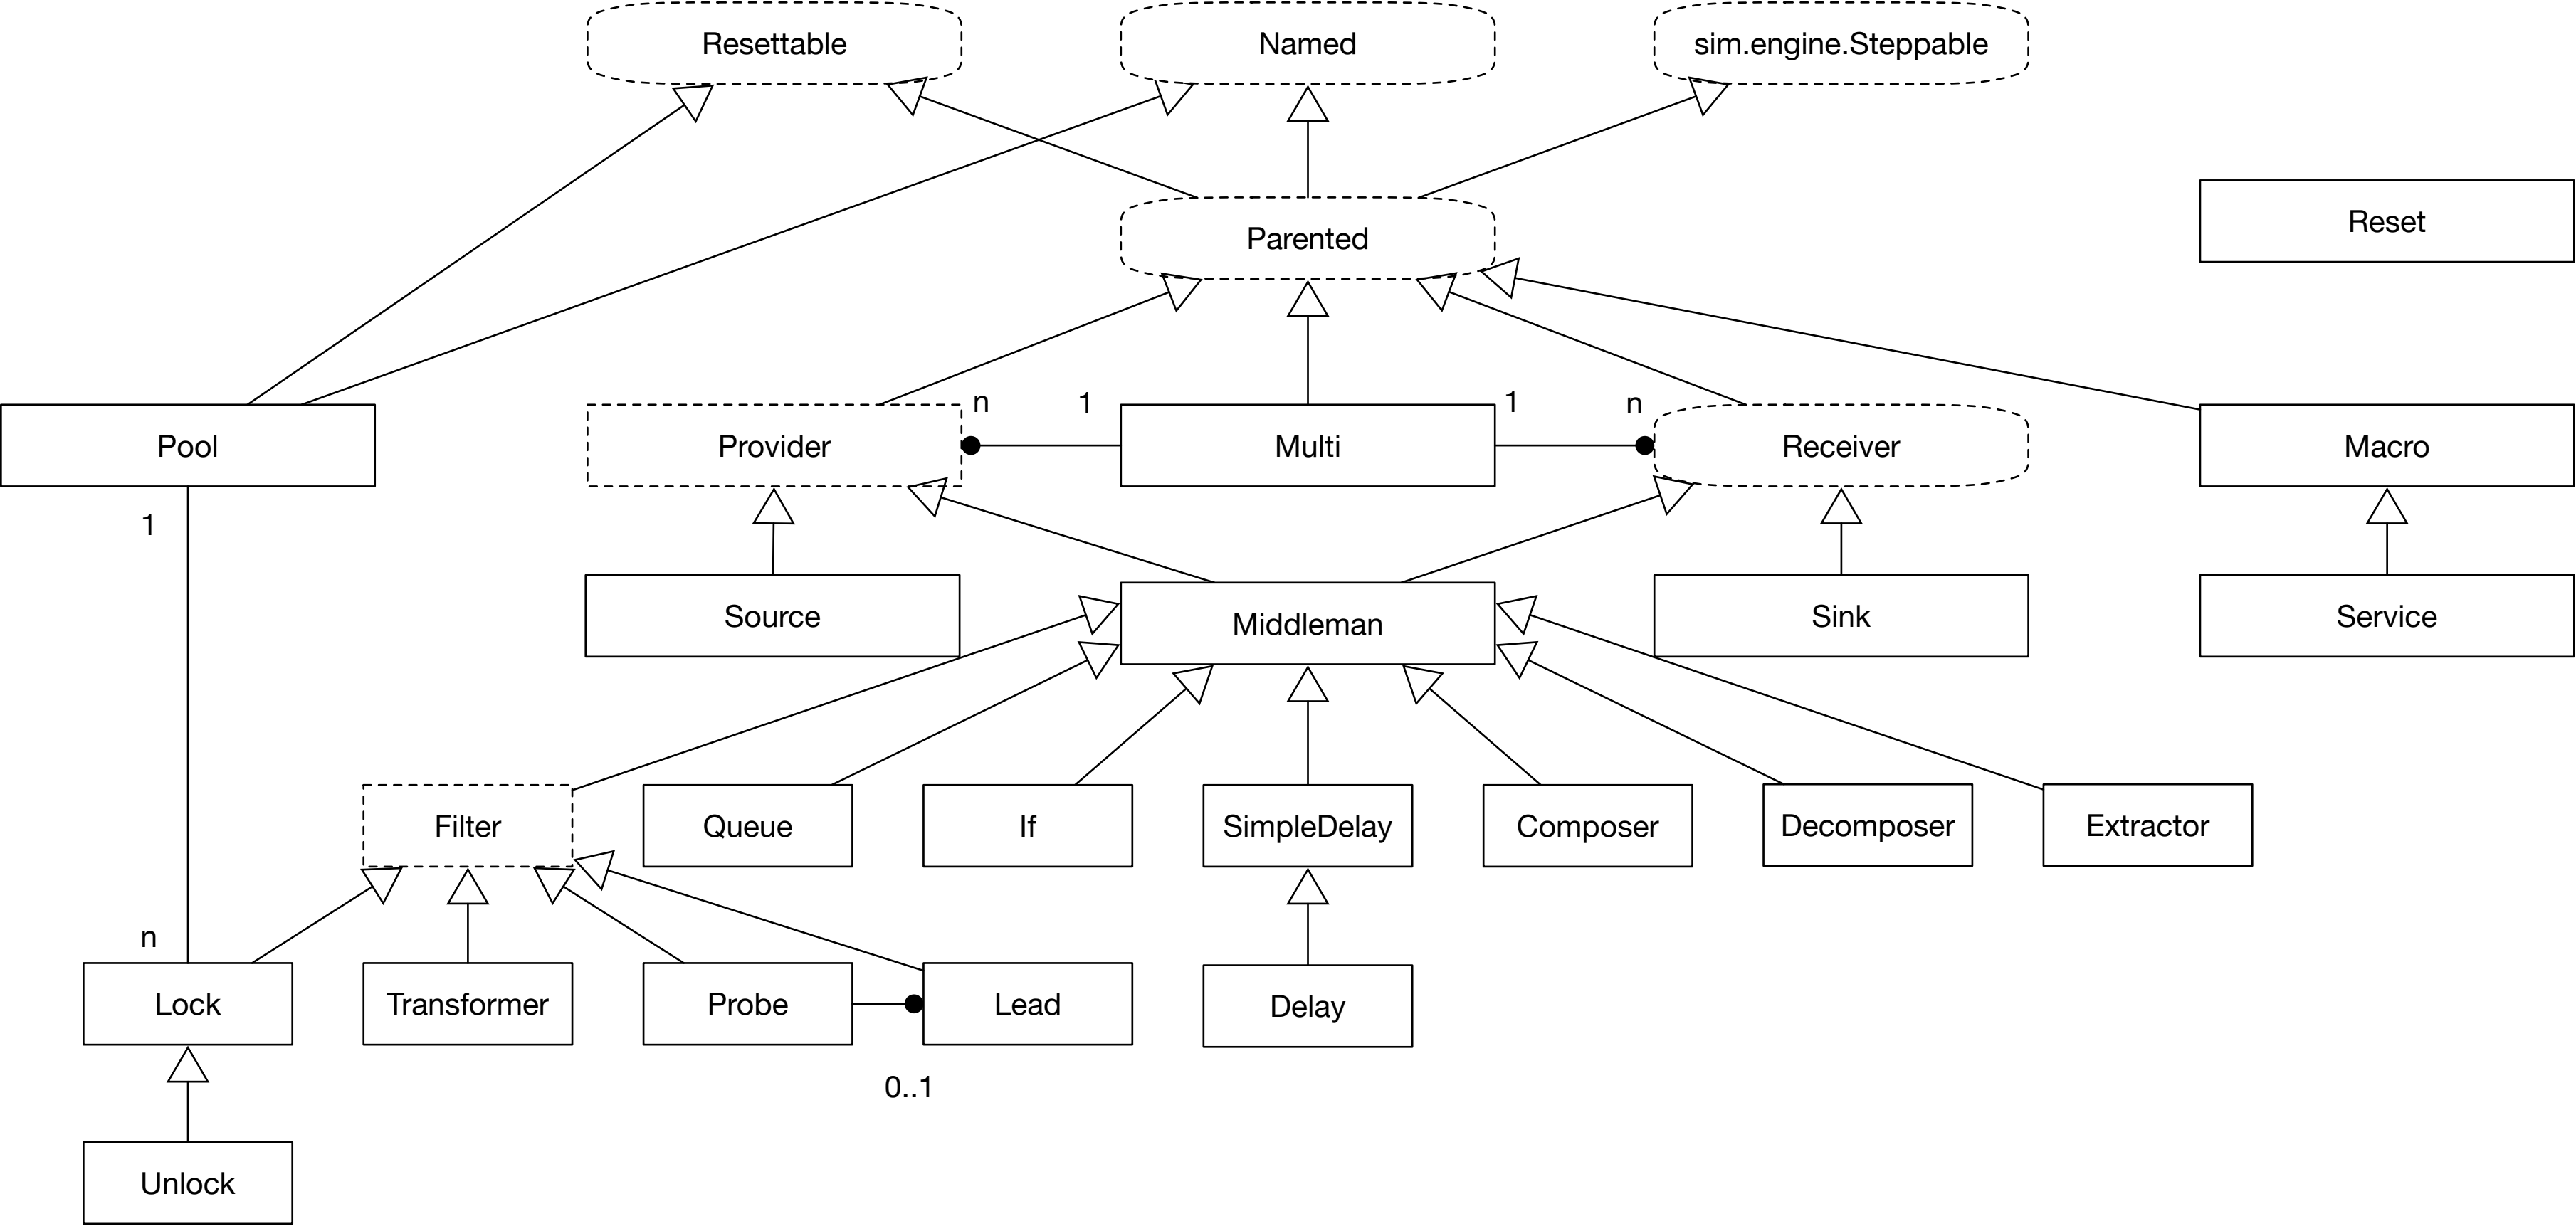 Resettable
Named
sim.engine.Steppable
Parented
Reset
Pool
Provider
n
1
Multi
1
n
Receiver
Macro
1
Source
Middleman
Sink
Service
Filter
Queue
If
SimpleDelay
Composer
Decomposer
Extractor
n
Lock
Transformer
Probe
Lead
Delay
0..1
Unlock